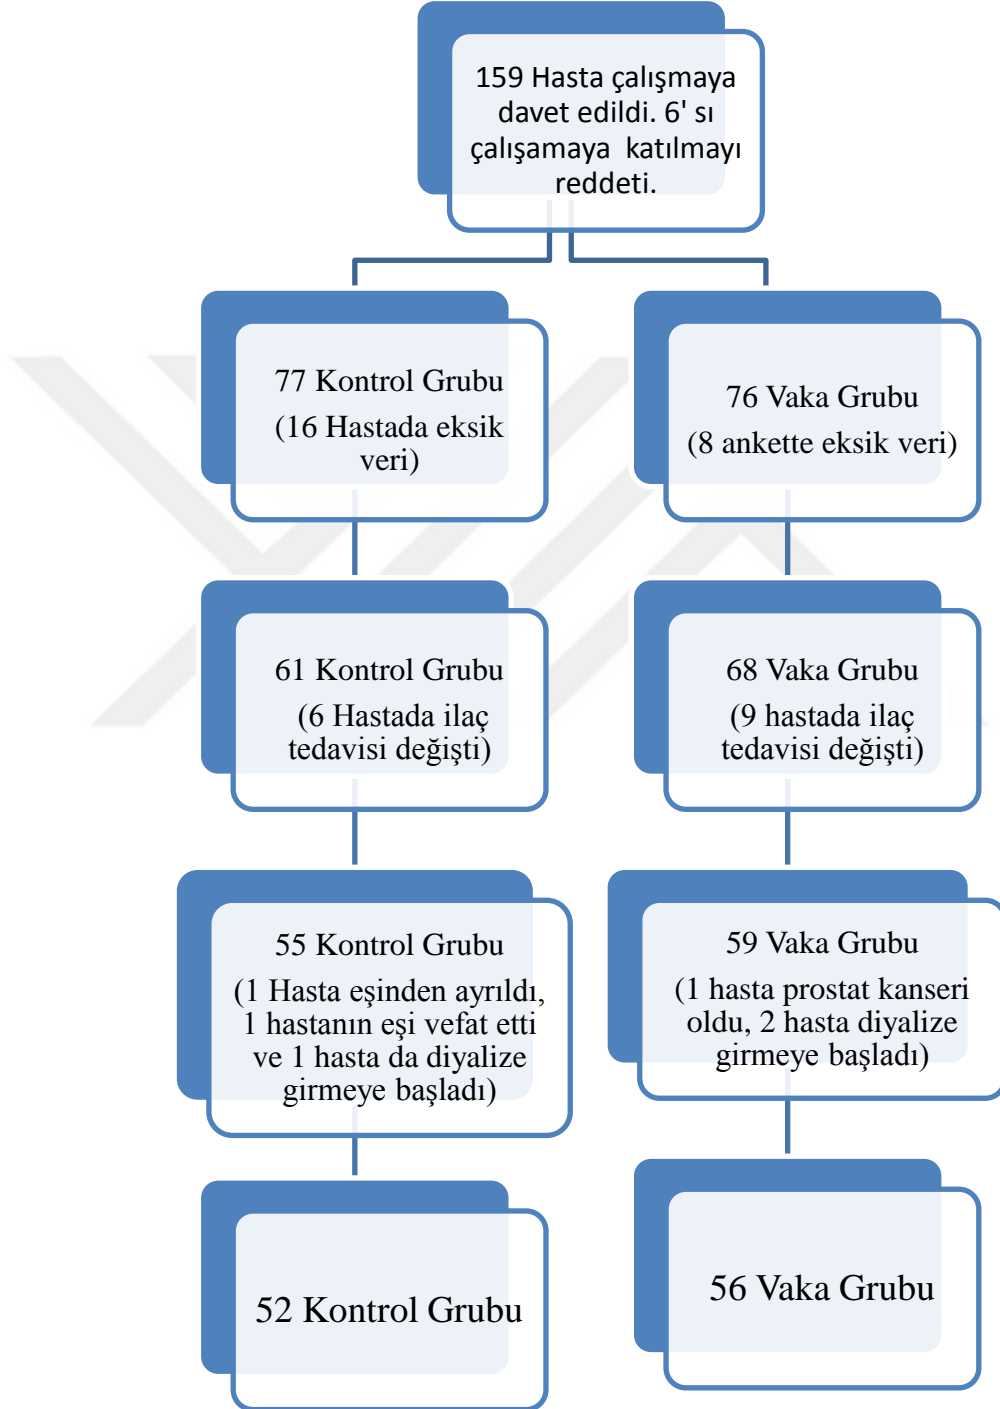 159 Hasta çalışmaya
davet edildi. 6' sı
çalışamaya katılmayı
reddeti.
77 Kontrol Grubu
(16 Hastada eksik
veri)
76 Vaka Grubu
(8 ankette eksik veri)
61 Kontrol Grubu
(6 Hastada ilaç
tedavisi değişti)
68 Vaka Grubu
(9 hastada ilaç
tedavisi değişti)
55 Kontrol Grubu
(1 Hasta eşinden ayrıldı,
1 hastanın eşi vefat etti
ve 1 hasta da diyalize
girmeye başladı)
59 Vaka Grubu
(1 hasta prostat kanseri
oldu, 2 hasta diyalize
girmeye başladı)
52 Kontrol Grubu
56 Vaka Grubu